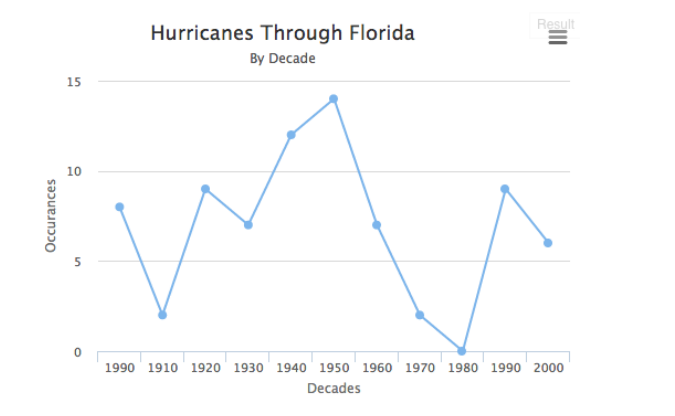 Result
Hurricanes Through Florida
By Decade
15
10
5
0
Occurances
1990 1910 1920 1930 1940 1950 1960 1970 1980 1990 2000
Decades